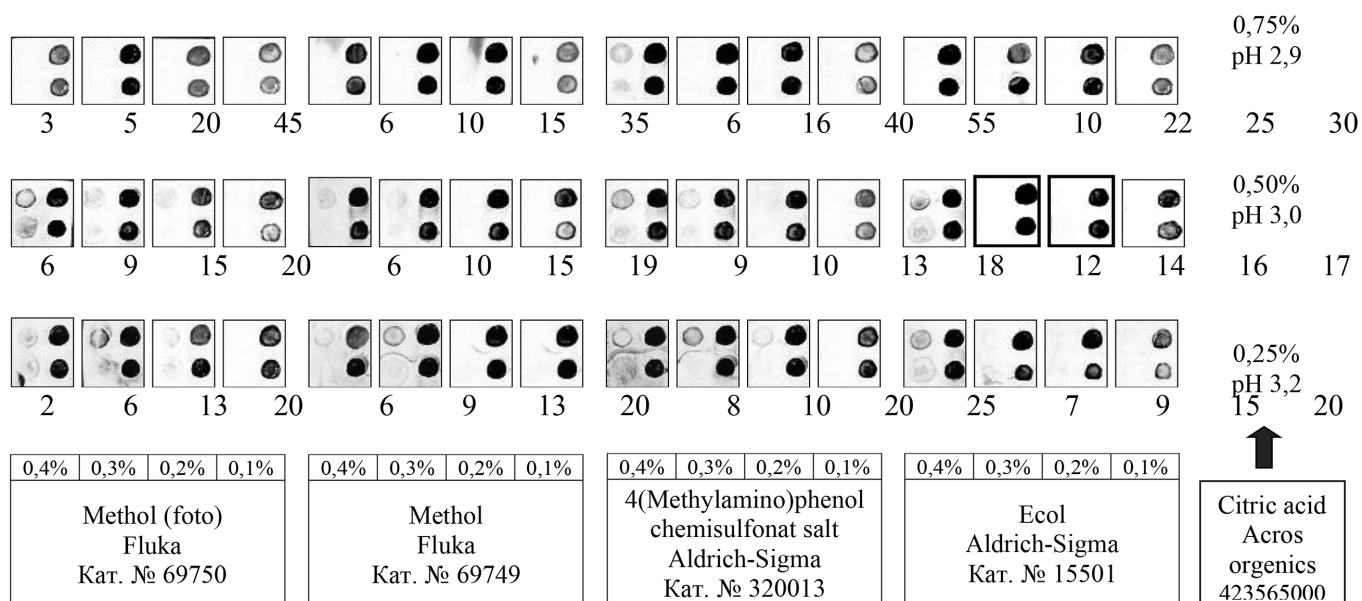 0,75%
pH 2,9
3 5 20 45 6 10 15 35 6 16 40 55 10 22 25 30
0,50%
pH 3,0
6 9 15 20 6 10 15 19 9 10 13 18 12 14 16 17
0,25%
pH 3,2
2 6 13 20 6 9 13 20 8 10 20 25 7 9 15 20
0,4% 0,3% 0,2% 0,1%
Methol (foto)
Fluka
Кат. № 69750
0,4% 0,3% 0,2% 0,1%
Methol
Fluka
Кат. № 69749
0,4% 0,3% 0,2% 0,1%
4(Methylamino)phenol
chemisulfonat salt
Aldrich-Sigma
Кат. № 320013
0,4% 0,3% 0,2% 0,1%
Ecol
Aldrich-Sigma
Кат. № 15501
Citric acid
Acros
orgenics
423565000